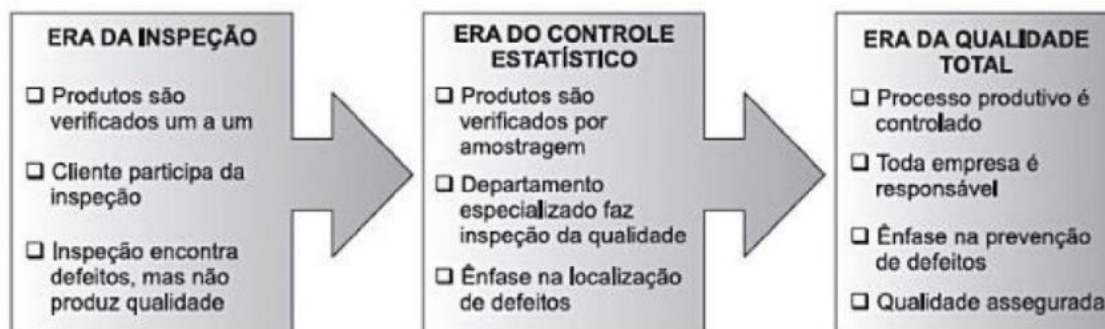 ERA DA INSPEÇÃO
❑ Produtos são
verificados um a um
❑ Cliente participa da
inspeção
❑ Inspeção encontra
defeitos, mas não
produz qualidade
ERA DO CONTROLE
ESTATÍSTICO
❑ Produtos são
verificados por
amostragem
❑ Departamento
especializado faz
inspeção da qualidade
❑ Ênfase na localização
de defeitos
ERA DA QUALIDADE
TOTAL
❑ Processo produtivo é
controlado
❑ Toda empresa é
responsável
❑ Ênfase na prevenção
de defeitos
❑ Qualidade assegurada